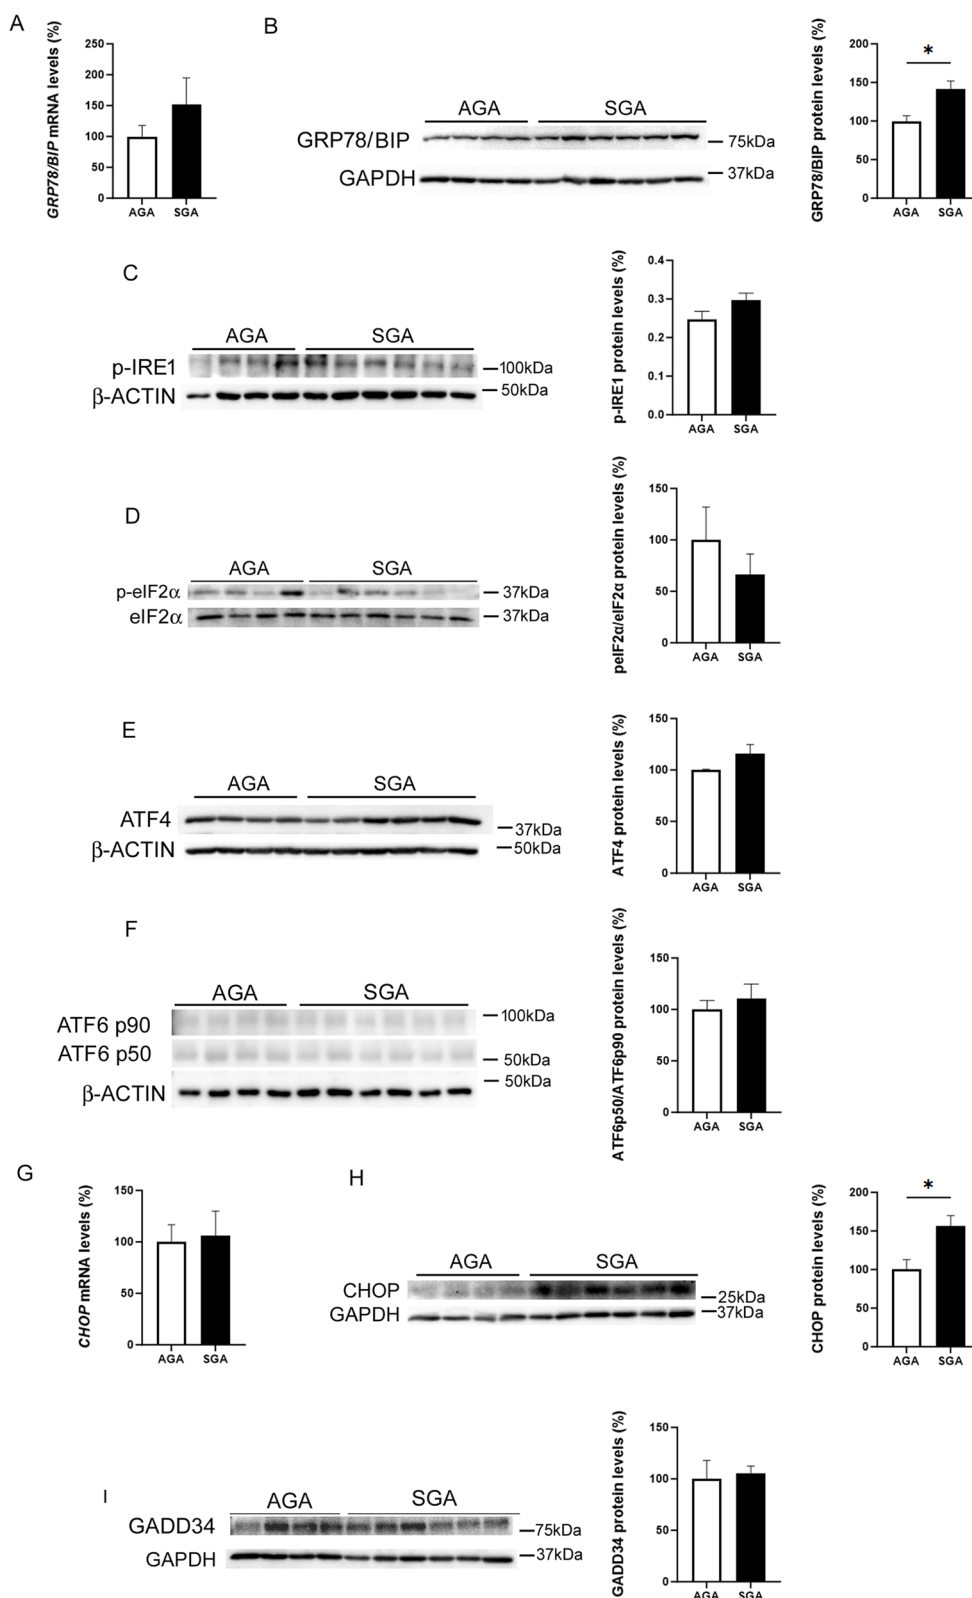 A
GRP78/BIP mRNA levels (%)
250
200
150
100
50
0
AGA SGA
B
AGA SGA
GRP78/BIP
75kDa
GAPDH
37kDa
GRP78/BIP protein levels (%)
200
150
100
50
0
*
AGA SGA
C
AGA SGA
p-IRE1
100kDa
β-ACTIN
50kDa
p-IRE1 protein levels (%)
0.4
0.3
0.2
0.1
0.0
AGA SGA
D
AGA SGA
p-eIF2α
37kDa
eIF2α
37kDa
peIF2α/eIF2α protein levels (%)
150
100
50
0
AGA SGA
E
AGA SGA
ATF4
37kDa
β-ACTIN
50kDa
ATF4 protein levels (%)
150
100
50
0
AGA SGA
F
AGA SGA
ATF6 p90
100kDa
ATF6 p50
50kDa
β-ACTIN
50kDa
ATF6p50/ATF6p90 protein levels (%)
150
100
50
0
AGA SGA
G
CHOP mRNA levels (%)
150
100
50
0
AGA SGA
H
AGA SGA
CHOP
25kDa
GAPDH
37kDa
CHOP protein levels (%)
200
150
100
50
0
*
AGA SGA
I
AGA SGA
GADD34
75kDa
GAPDH
37kDa
GADD34 protein levels (%)
150
100
50
0
AGA SGA